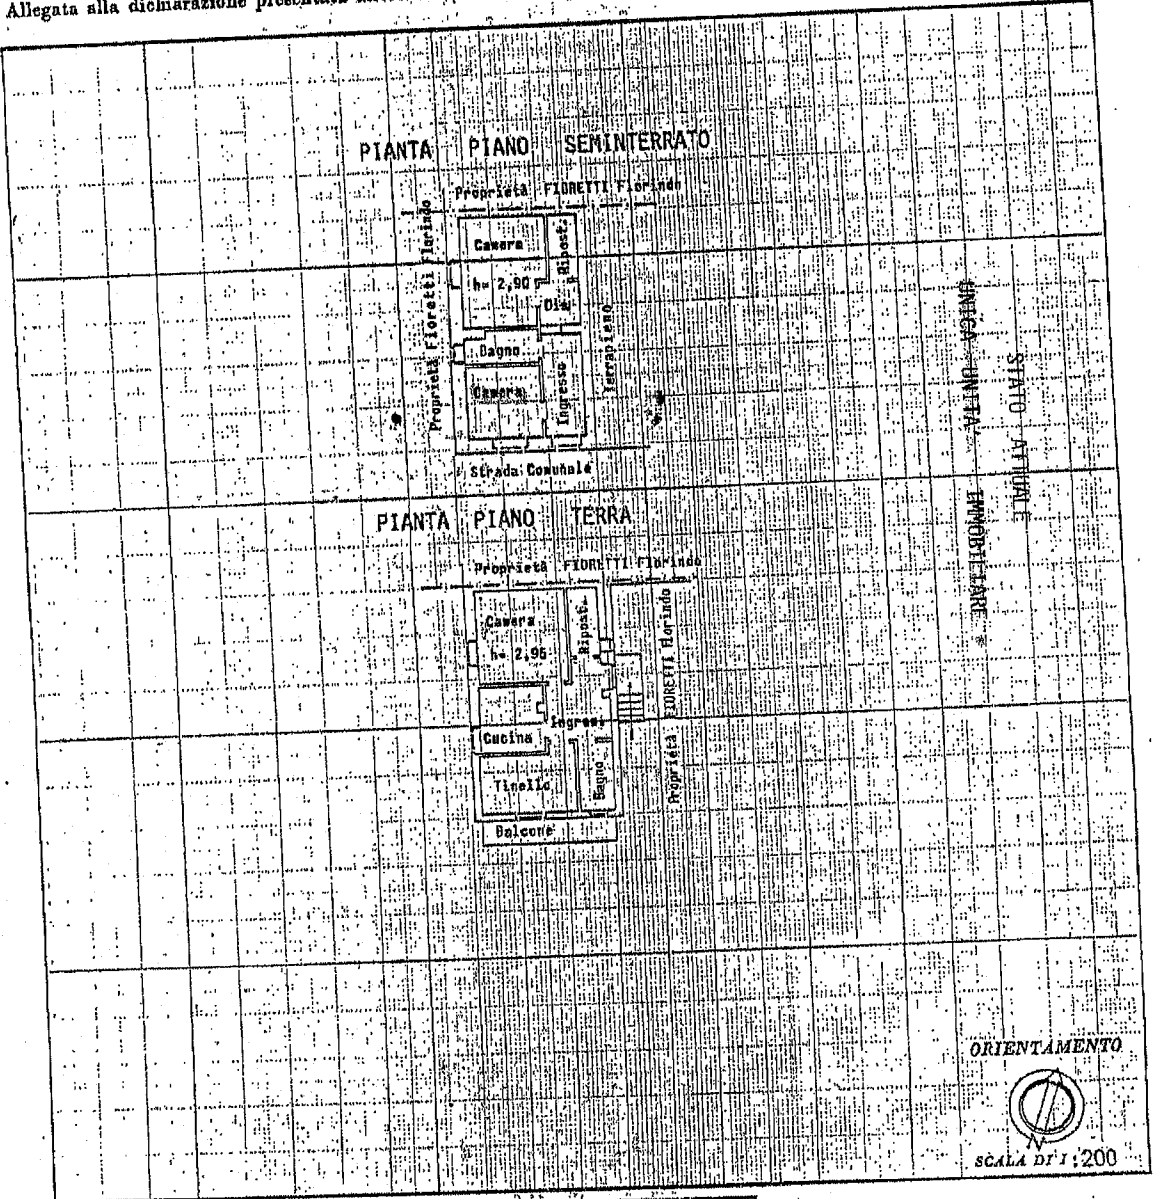 Allegata alla dichiarazione presentata
PIANTA PIANO SEMINTERRATO
Proprietà FIORETTI Florindo
Proprietà Fioretti Florindo
Camera
Ripost.
h= 2,90
Dis
Bagno
Camera
Ingresso
Terrapieno
Strada Comunale
PIANTA PIANO TERRA
Proprietà FIORETTI Florindo
Camera
Ripost.
h= 2,95
Ingres.
Cucina
Tinello
Bagno
Proprietà FIORETTI Florindo
Balcone
STATO ATTUALE
UNICA UNITA' IMMOBILIARE *
ORIENTAMENTO
N
SCALA DI 1:200